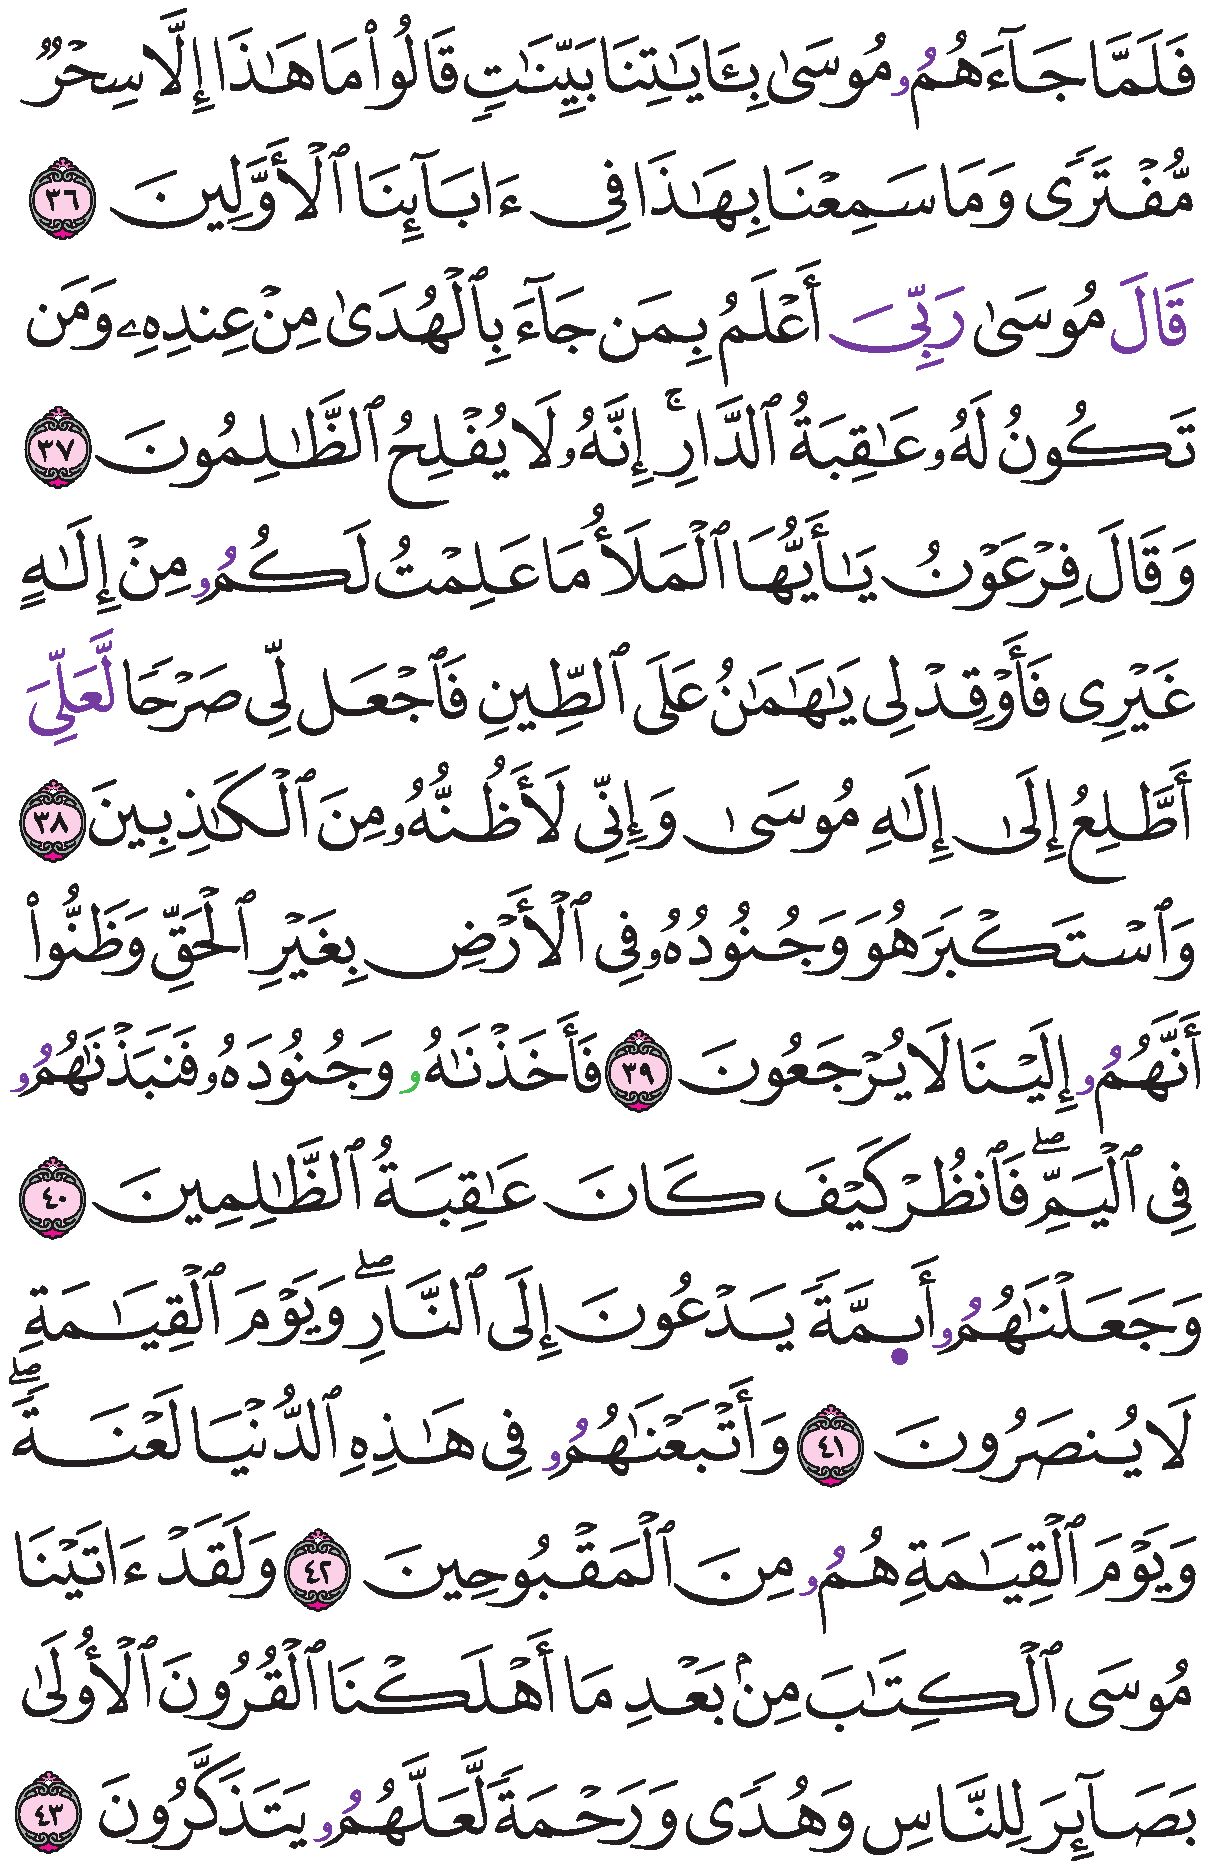 فَلَمَّا جَآءَهُمُۥ مُوسَىٰ بِـَٔايَـٰتِنَا بَيِّنَـٰتٍ قَالُوا۟ مَا هَـٰذَآ إِلَّا سِحْرٌ
مُّفْتَرًى وَمَا سَمِعْنَا بِهَـٰذَا فِىٓ ءَابَآئِنَا ٱلْأَوَّلِينَ ٣٦
قَالَ مُوسَىٰ رَبِّىَ أَعْلَمُ بِمَن جَآءَ بِٱلْهُدَىٰ مِنْ عِندِهِۦ وَمَن
تَكُونُ لَهُۥ عَـٰقِبَةُ ٱلدَّارِ ۚ إِنَّهُۥ لَا يُفْلِحُ ٱلظَّـٰلِمُونَ ٣٧
وَقَالَ فِرْعَوْنُ يَـٰأَيُّهَا ٱلْمَلَأُ مَا عَلِمْتُ لَكُمُۥ مِنْ إِلَـٰهٍ
غَيْرِى فَأَوْقِدْ لِى يَـٰهَـٰمَـٰنُ عَلَى ٱلطِّينِ فَٱجْعَل لِّى صَرْحًا لَّعَلِّىَ
أَطَّلِعُ إِلَىٰ إِلَـٰهِ مُوسَىٰ وَإِنِّى لَأَظُنُّهُۥ مِنَ ٱلْكَـٰذِبِينَ ٣٨
وَٱسْتَكْبَرَ هُوَ وَجُنُودُهُۥ فِى ٱلْأَرْضِ بِغَيْرِ ٱلْحَقِّ وَظَنُّوا۟
أَنَّهُمُۥ إِلَيْنَا لَا يُرْجَعُونَ ٣٩ فَأَخَذْنَـٰهُۥ وَجُنُودَهُۥ فَنَبَذْنَـٰهُمُۥ
فِى ٱلْيَمِّ ۖ فَٱنظُرْ كَيْفَ كَانَ عَـٰقِبَةُ ٱلظَّـٰلِمِينَ ٤٠
وَجَعَلْنَـٰهُمُۥ أَىِمَّةً يَدْعُونَ إِلَى ٱلنَّارِ ۖ وَيَوْمَ ٱلْقِيَـٰمَةِ
لَا يُنصَرُونَ ٤١ وَأَتْبَعْنَـٰهُمُۥ فِى هَـٰذِهِ ٱلدُّنْيَا لَعْنَةً ۖ
وَيَوْمَ ٱلْقِيَـٰمَةِ هُمُۥ مِنَ ٱلْمَقْبُوحِينَ ٤٢ وَلَقَدْ ءَاتَيْنَا
مُوسَى ٱلْكِتَـٰبَ مِنۢ بَعْدِ مَا أَهْلَكْنَا ٱلْقُرُونَ ٱلْأُولَىٰ
بَصَآئِرَ لِلنَّاسِ وَهُدًى وَرَحْمَةً لَّعَلَّهُمُۥ يَتَذَكَّرُونَ ٤٣